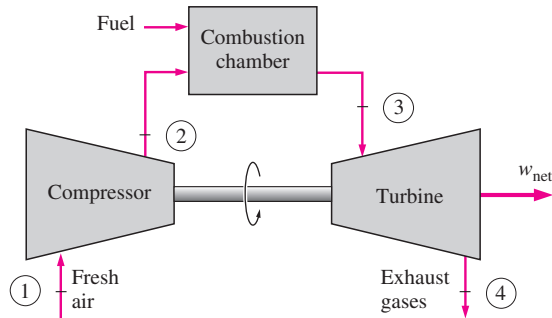 Fuel
Combustion
chamber
2
3
Compressor
Turbine
w_net
1
Fresh
air
Exhaust
gases
4